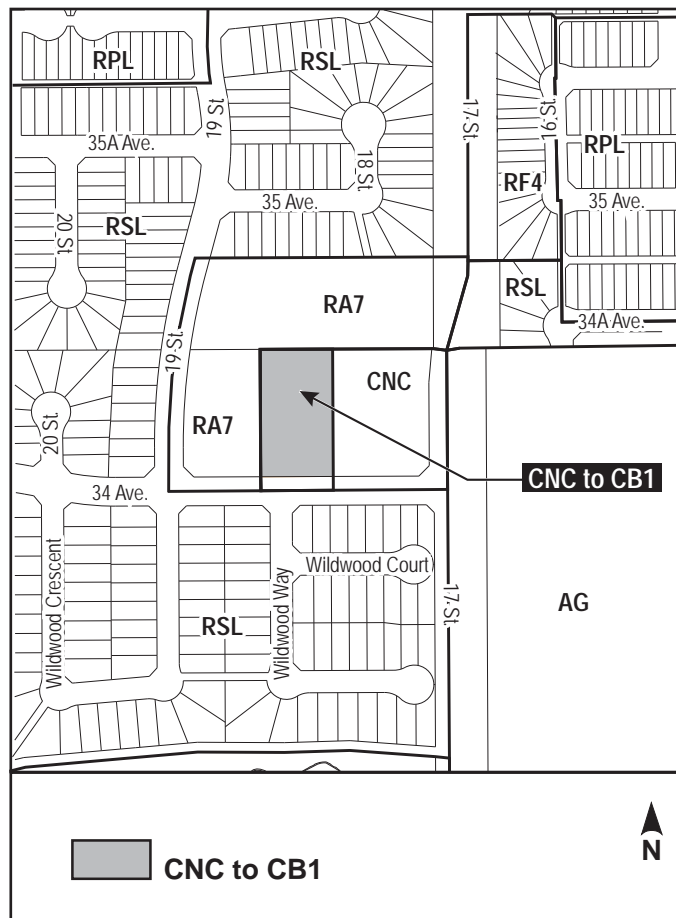 RPL
RSL
19 St.
17 St.
16 St.
35A Ave.
18 St.
RPL
RF4
20 St
RSL
35 Ave.
35 Ave.
RSL
RA7
34A Ave.
19 St.
CNC
RA7
20 St
CNC to CB1
34 Ave.
Wildwood Crescent
Wildwood Way
Wildwood Court
17 St.
AG
RSL
CNC to CB1
N